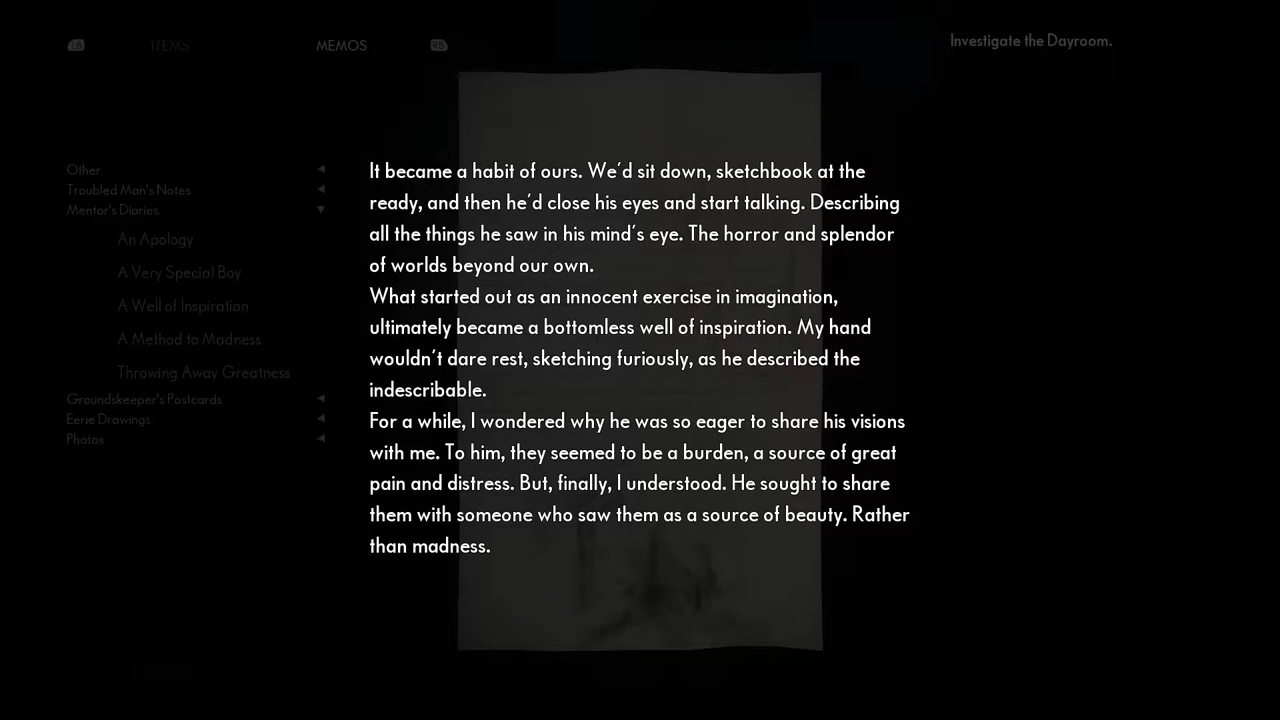 LB ITEMS MEMOS RB
Investigate the Dayroom.
Other
Troubled Man's Notes
Mentor's Diaries
An Apology
A Very Special Boy
A Well of Inspiration
A Method to Madness
Throwing Away Greatness
Groundskeeper's Postcards
Eerie Drawings
Photos
It became a habit of ours. We'd sit down, sketchbook at the
ready, and then he'd close his eyes and start talking. Describing
all the things he saw in his mind's eye. The horror and splendor
of worlds beyond our own.
What started out as an innocent exercise in imagination,
ultimately became a bottomless well of inspiration. My hand
wouldn't dare rest, sketching furiously, as he described the
indescribable.
For a while, I wondered why he was so eager to share his visions
with me. To him, they seemed to be a burden, a source of great
pain and distress. But, finally, I understood. He sought to share
them with someone who saw them as a source of beauty. Rather
than madness.